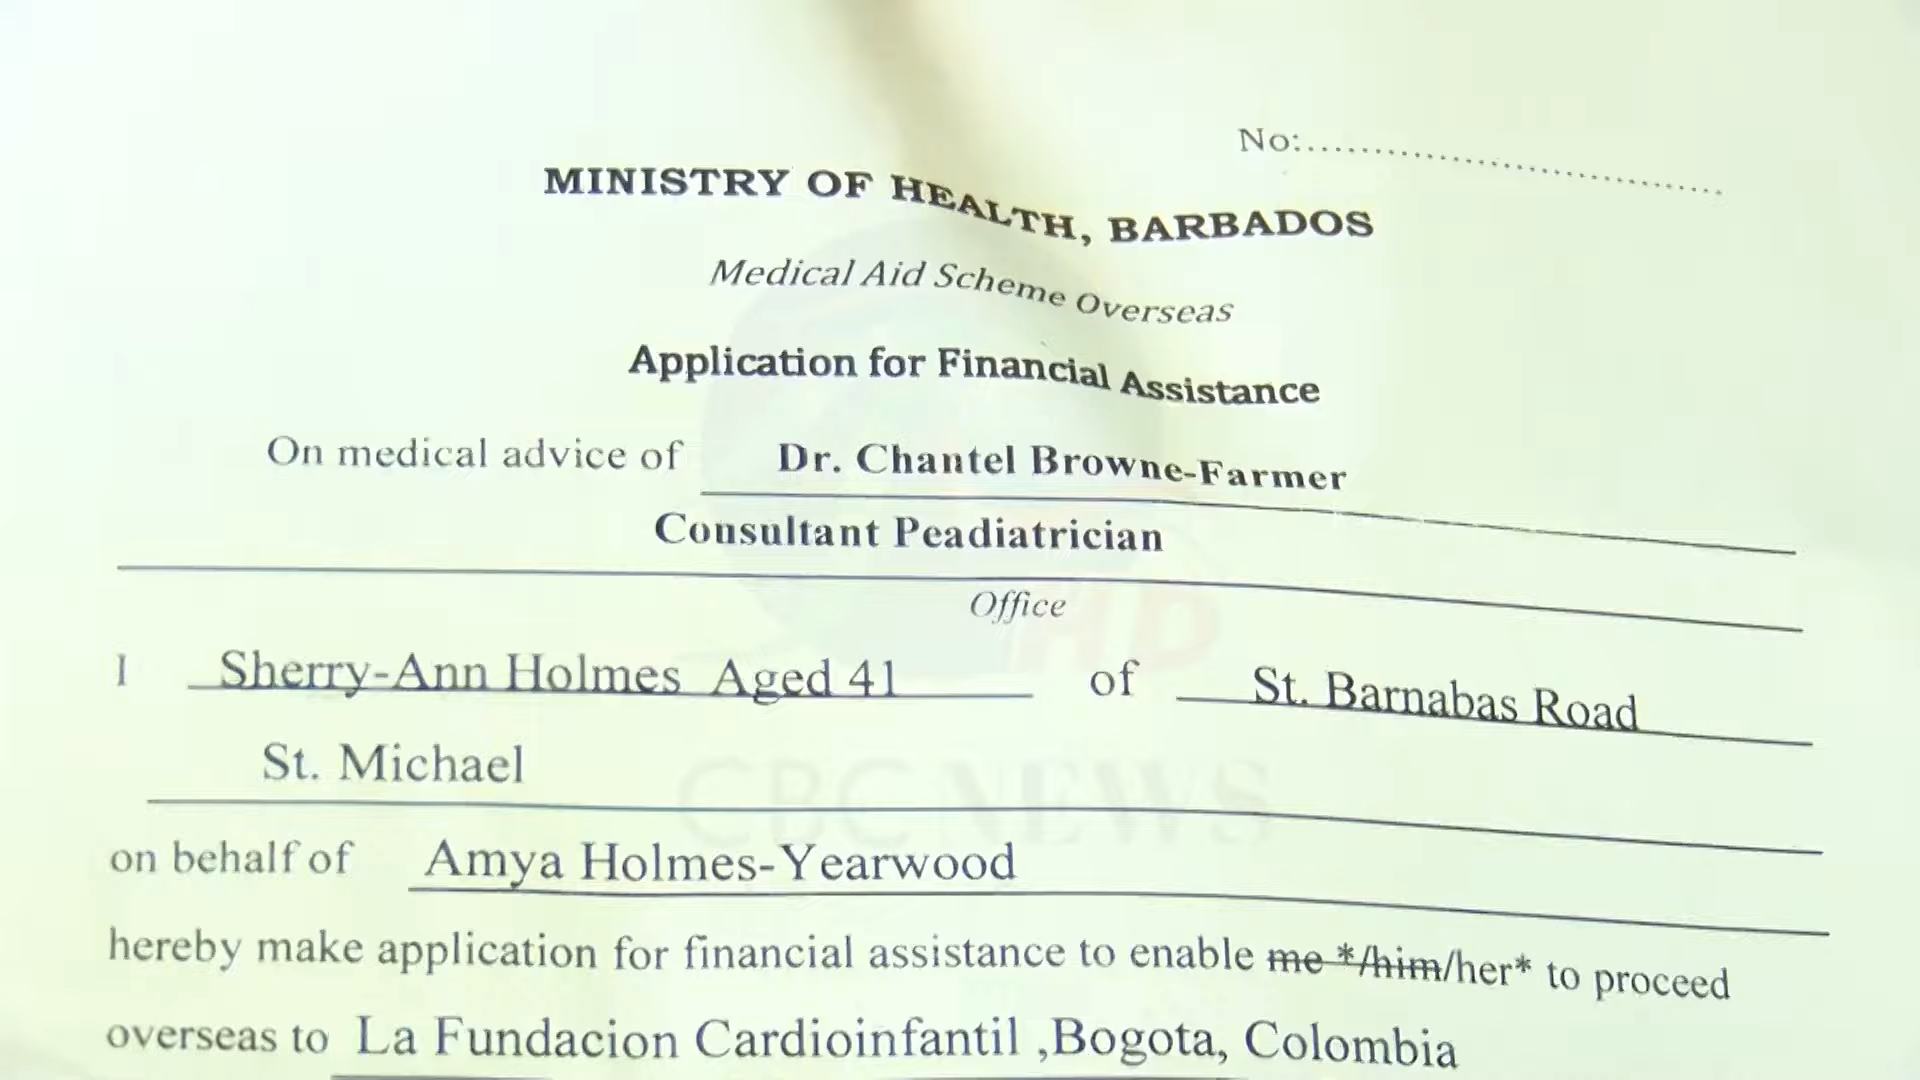 No:........................................
MINISTRY OF HEALTH, BARBADOS
Medical Aid Scheme Overseas
Application for Financial Assistance
On medical advice of Dr. Chantel Browne-Farmer
Consultant Peadiatrician
Office
HD
I Sherry-Ann Holmes Aged 41 of St. Barnabas Road
St. Michael
CBC NEWS
on behalf of Amya Holmes-Yearwood
hereby make application for financial assistance to enable me */him/her* to proceed
overseas to La Fundacion Cardioinfantil ,Bogota, Colombia